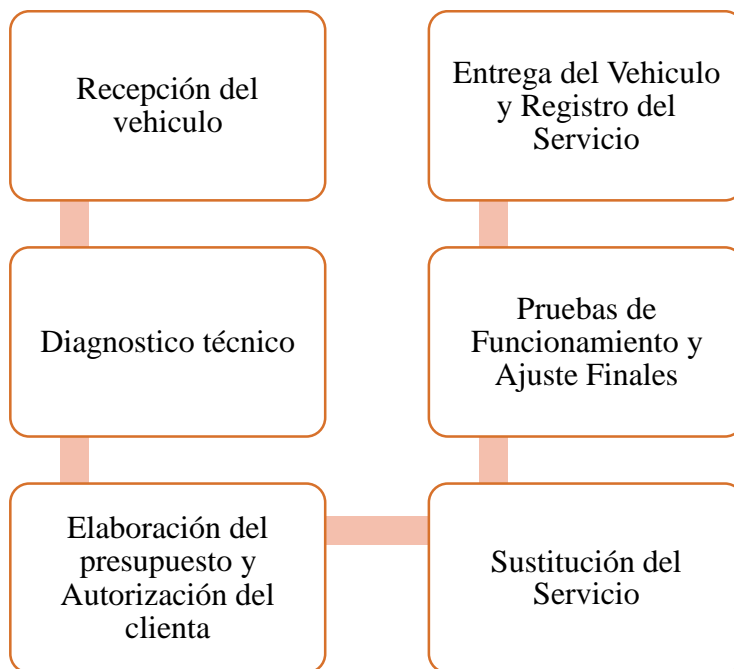 Recepción del
vehiculo
Diagnostico técnico
Elaboración del
presupuesto y
Autorización del
clienta
Sustitución del
Servicio
Pruebas de
Funcionamiento y
Ajuste Finales
Entrega del Vehiculo
y Registro del
Servicio